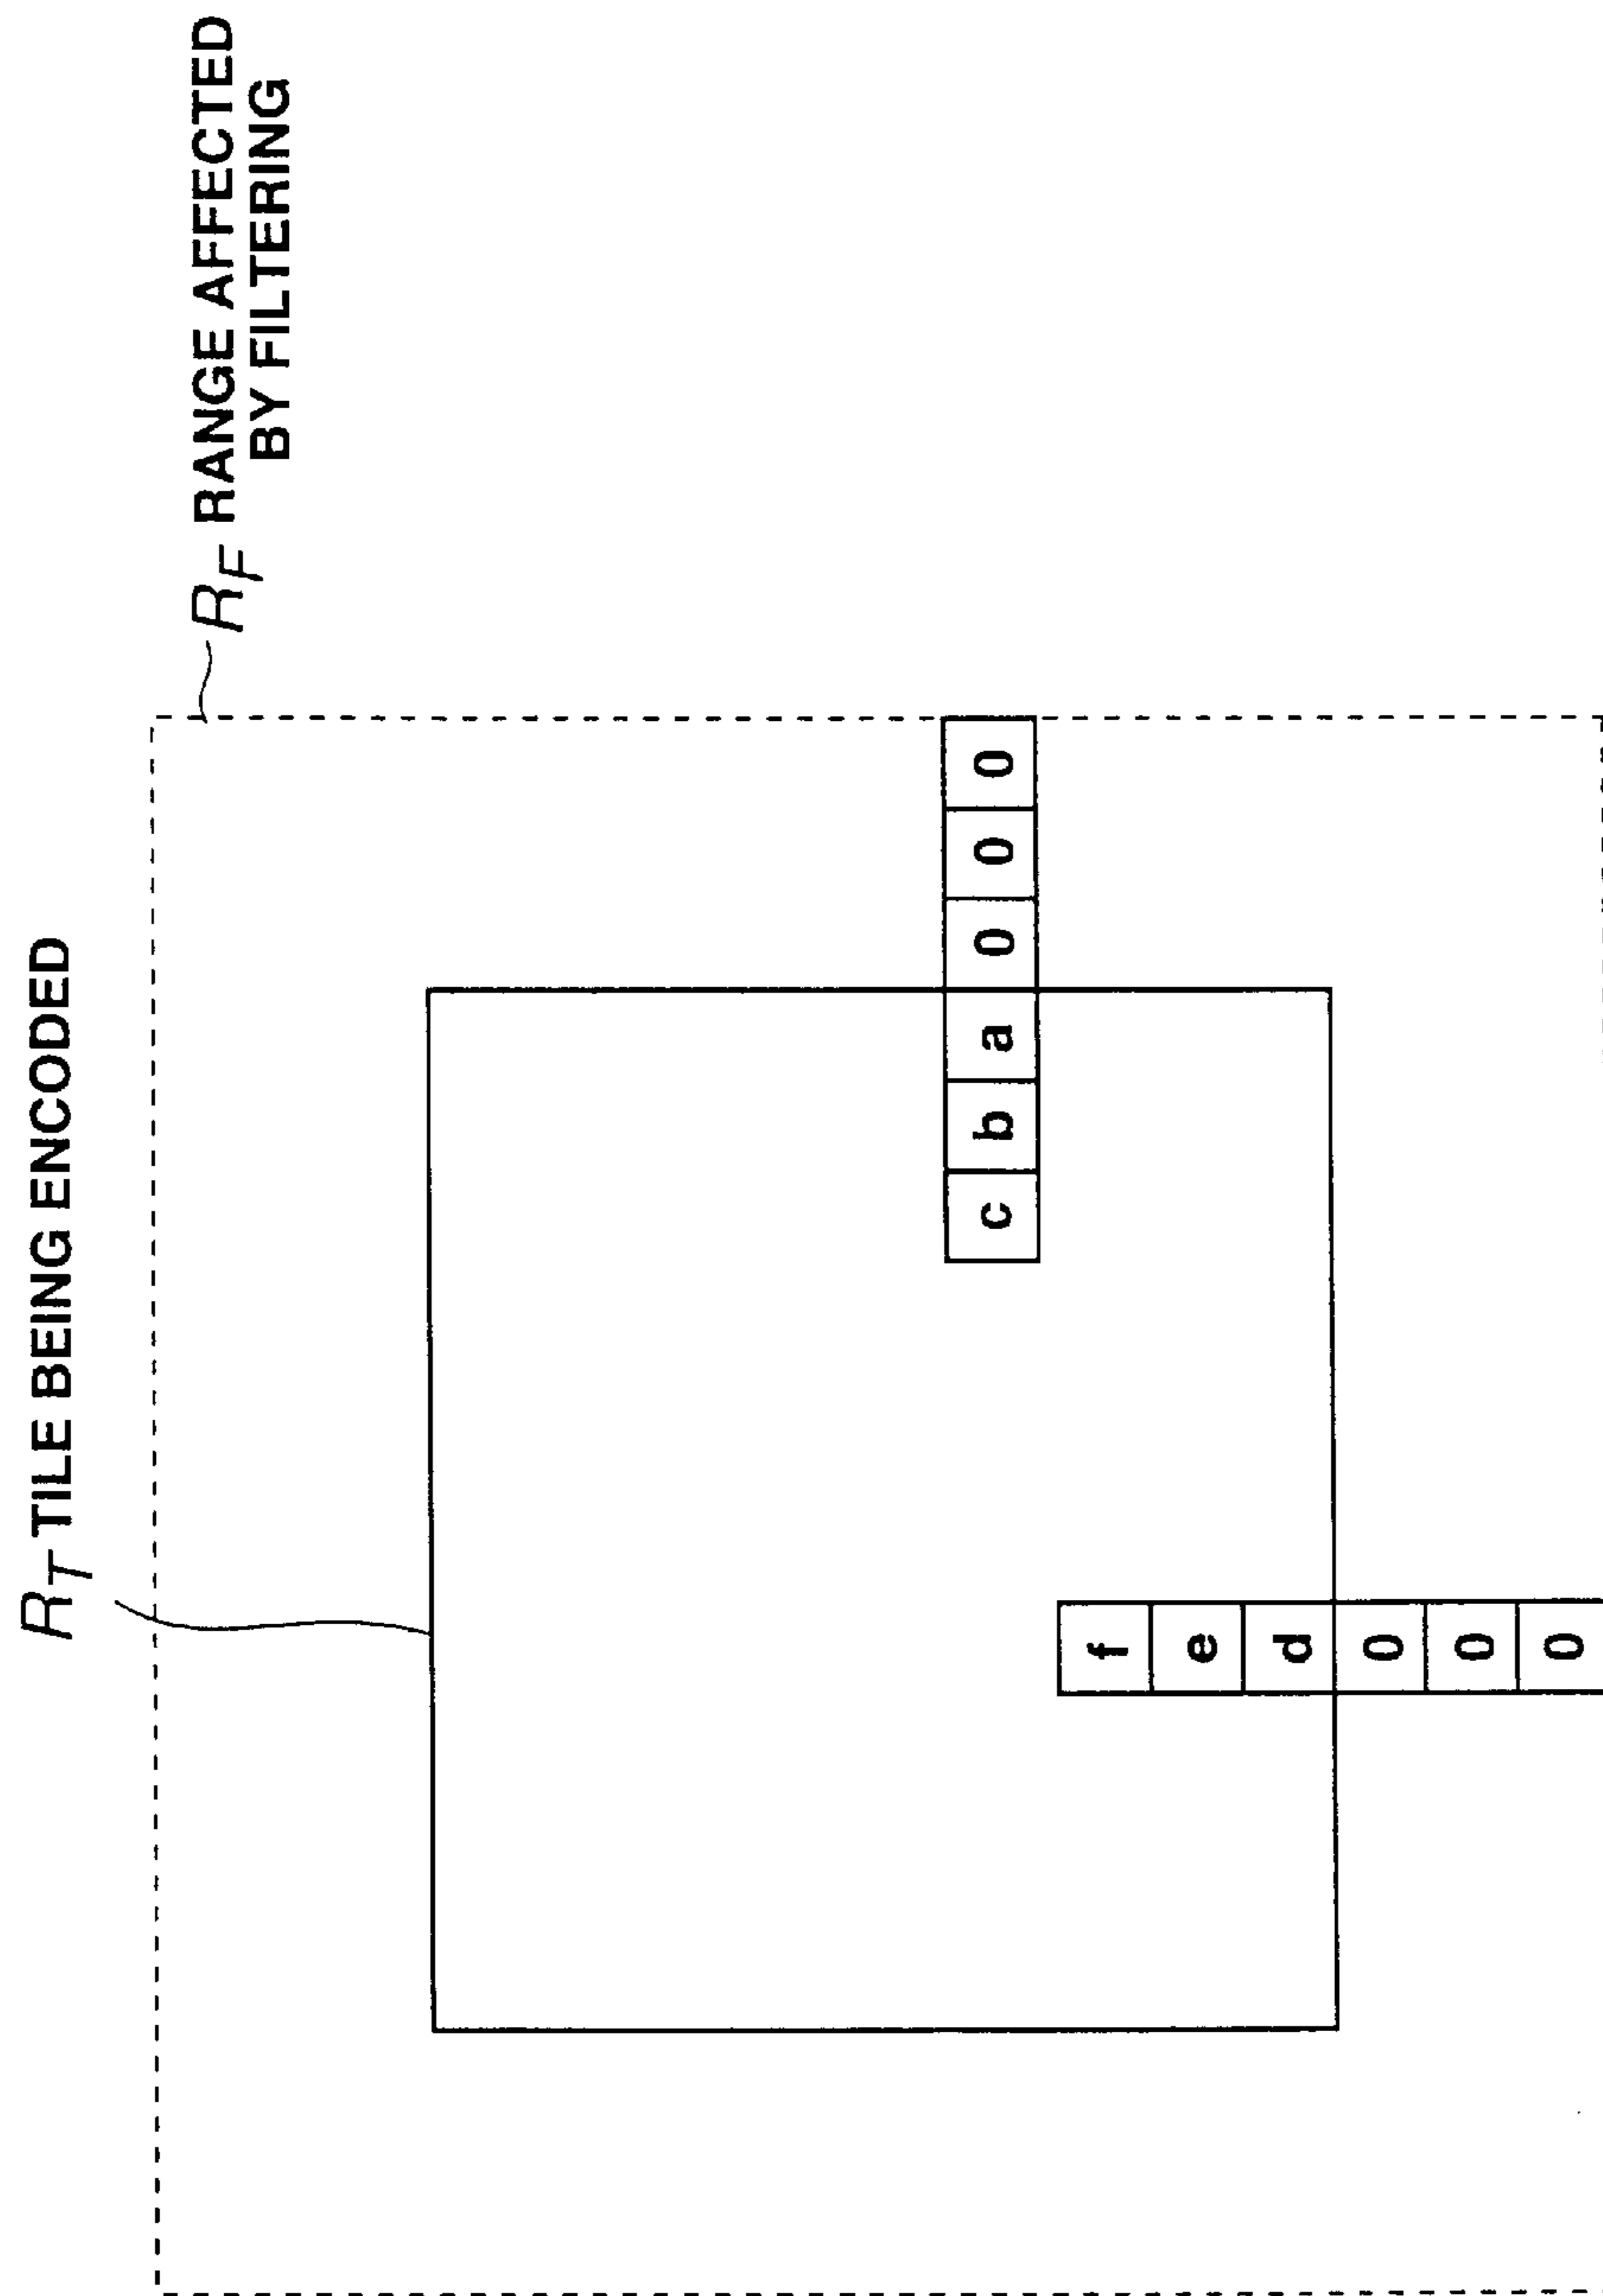 R_T TILE BEING ENCODED
R_F RANGE AFFECTED
BY FILTERING
c b a 0 0 0
f
e
d
0
0
0